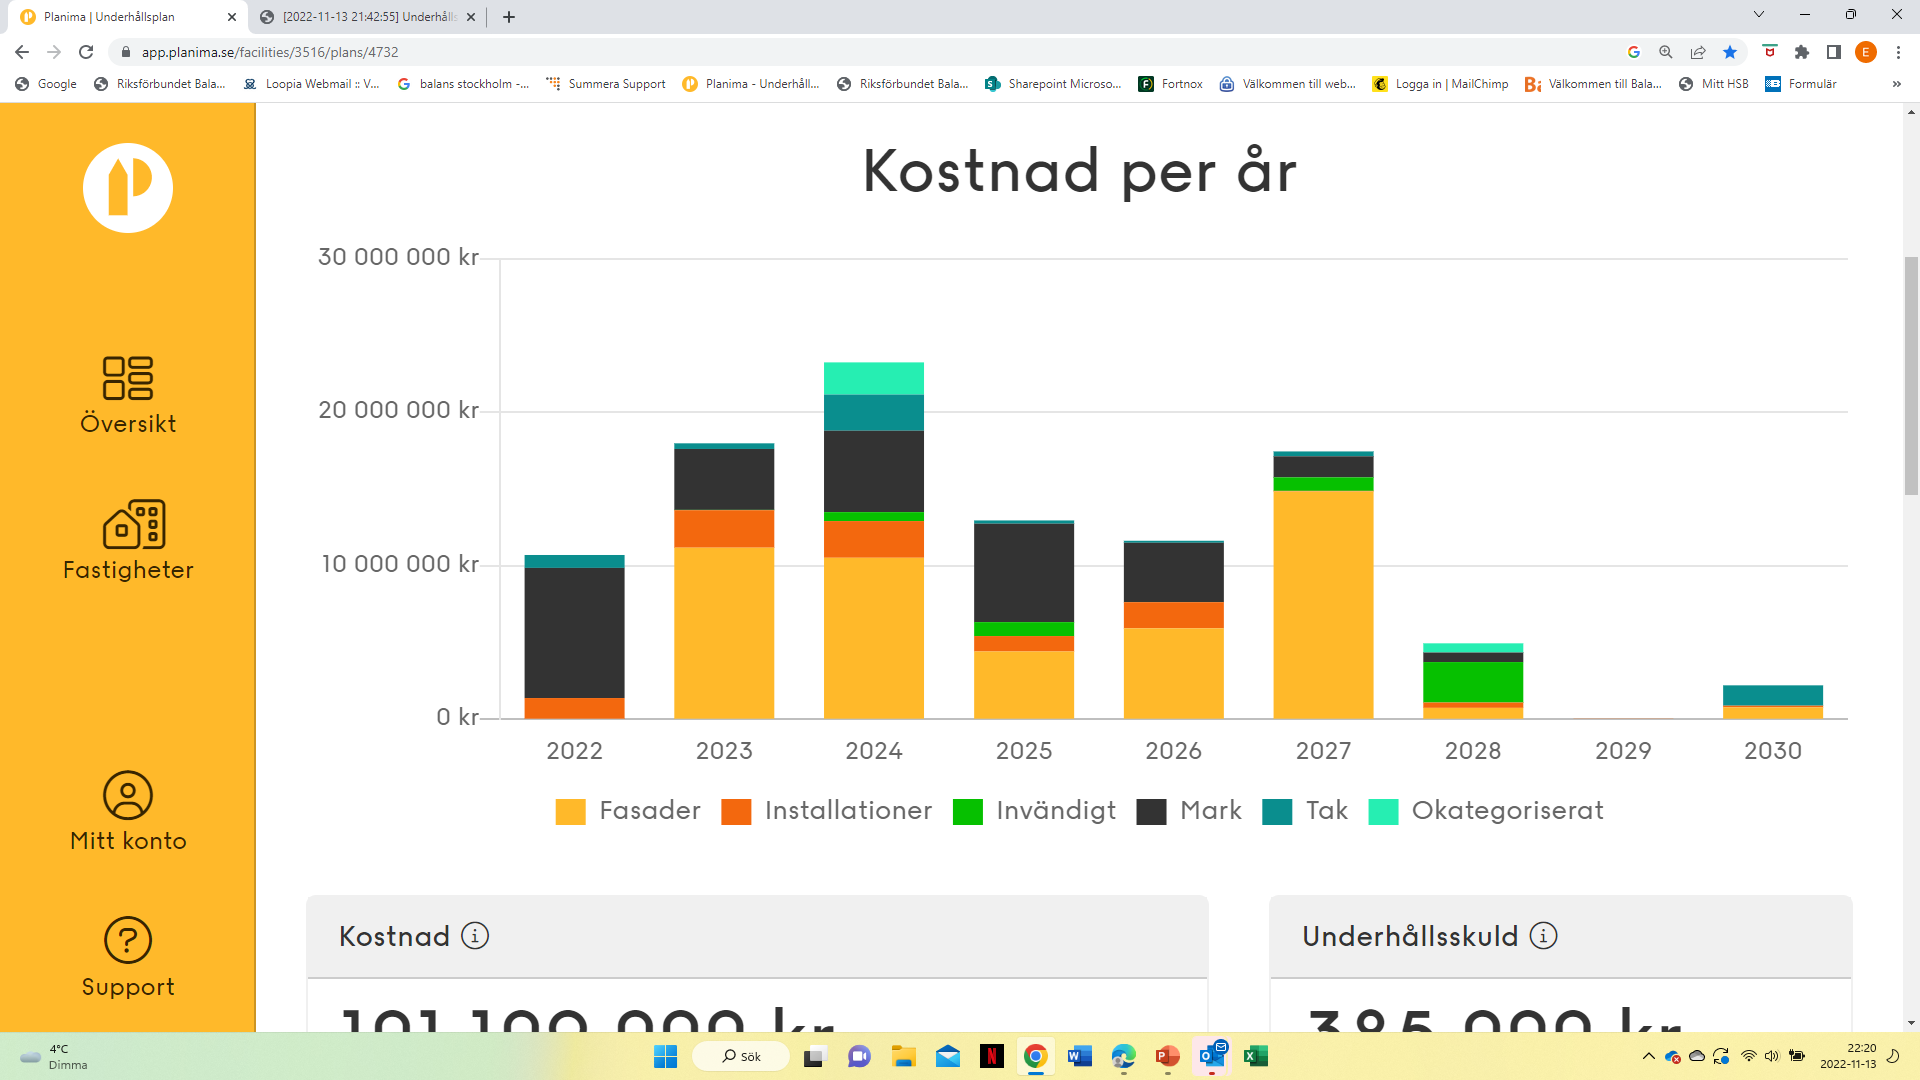 Planima | Underhållsplan
[2022-11-13 21:42:55] Underhålls
app.planima.se/facilities/3516/plans/4732
E
Google
Riksförbundet Bala...
Loopia Webmail :: V...
balans stockholm -...
Summera Support
Planima - Underhåll...
Riksförbundet Bala...
Sharepoint Microso...
Fortnox
Välkommen till web...
Logga in | MailChimp
Välkommen till Bala...
Mitt HSB
Formulär
»
Översikt
Fastigheter
Mitt konto
Support
Kostnad per år
30 000 000 kr
20 000 000 kr
10 000 000 kr
0 kr
2022 2023 2024 2025 2026 2027 2028 2029 2030
Fasader Installationer Invändigt Mark Tak Okategoriserat
Kostnad
Underhållsskuld
4°C
Dimma
Sök
22:20
2022-11-13